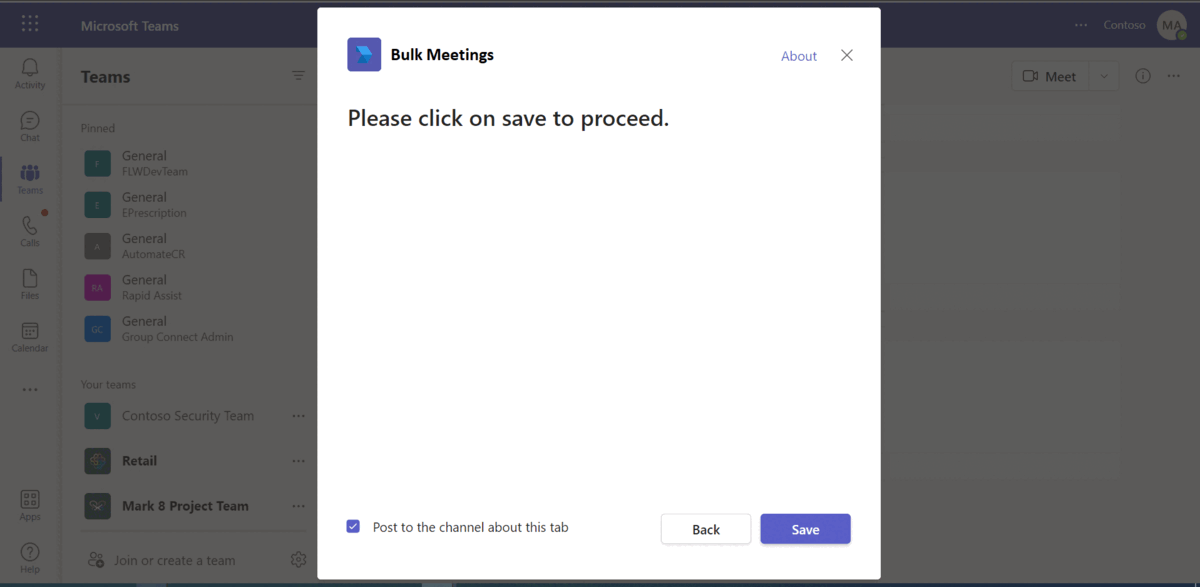 Microsoft Teams
Contoso
MA
Activity
Chat
Teams
Calls
Files
Calendar
Apps
Help
Teams
Pinned
F
General
FLWDevTeam
E
General
EPrescription
A
General
AutomateCR
RA
General
Rapid Assist
GC
General
Group Connect Admin
Your teams
V
Contoso Security Team
Retail
Mark 8 Project Team
Join or create a team
Bulk Meetings
About
Please click on save to proceed.
Post to the channel about this tab
Back
Save
Meet